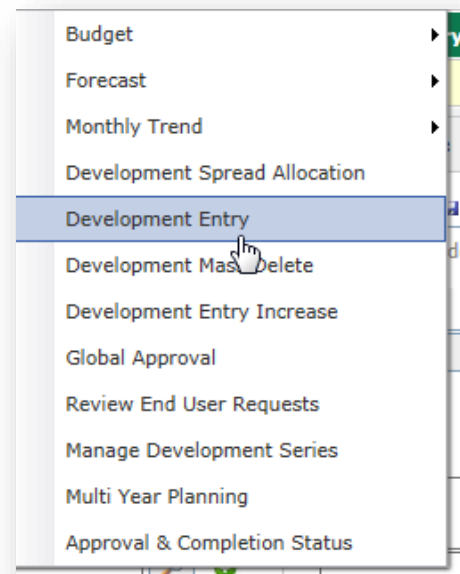 Budget
Forecast
Monthly Trend
Development Spread Allocation
Development Entry
Development Mass Delete
Development Entry Increase
Global Approval
Review End User Requests
Manage Development Series
Multi Year Planning
Approval & Completion Status